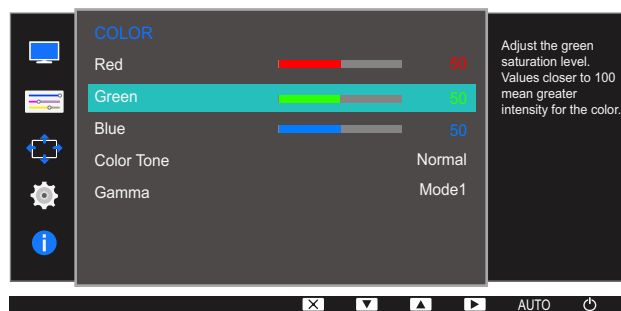 COLOR
Red 50
Green 50
Blue 50
Color Tone Normal
Gamma Mode1
Adjust the green
saturation level.
Values closer to 100
mean greater
intensity for the color.
AUTO